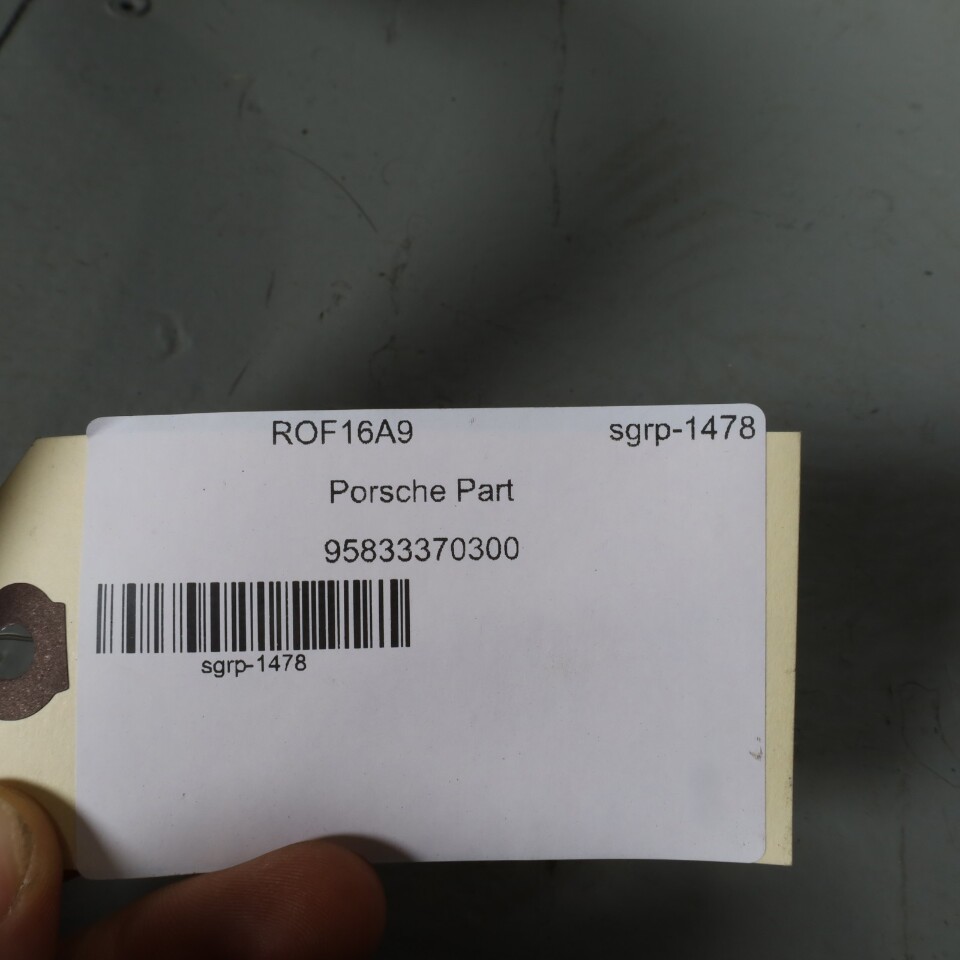 ROF16A9 sgrp-1478
Porsche Part
95833370300
sgrp-1478